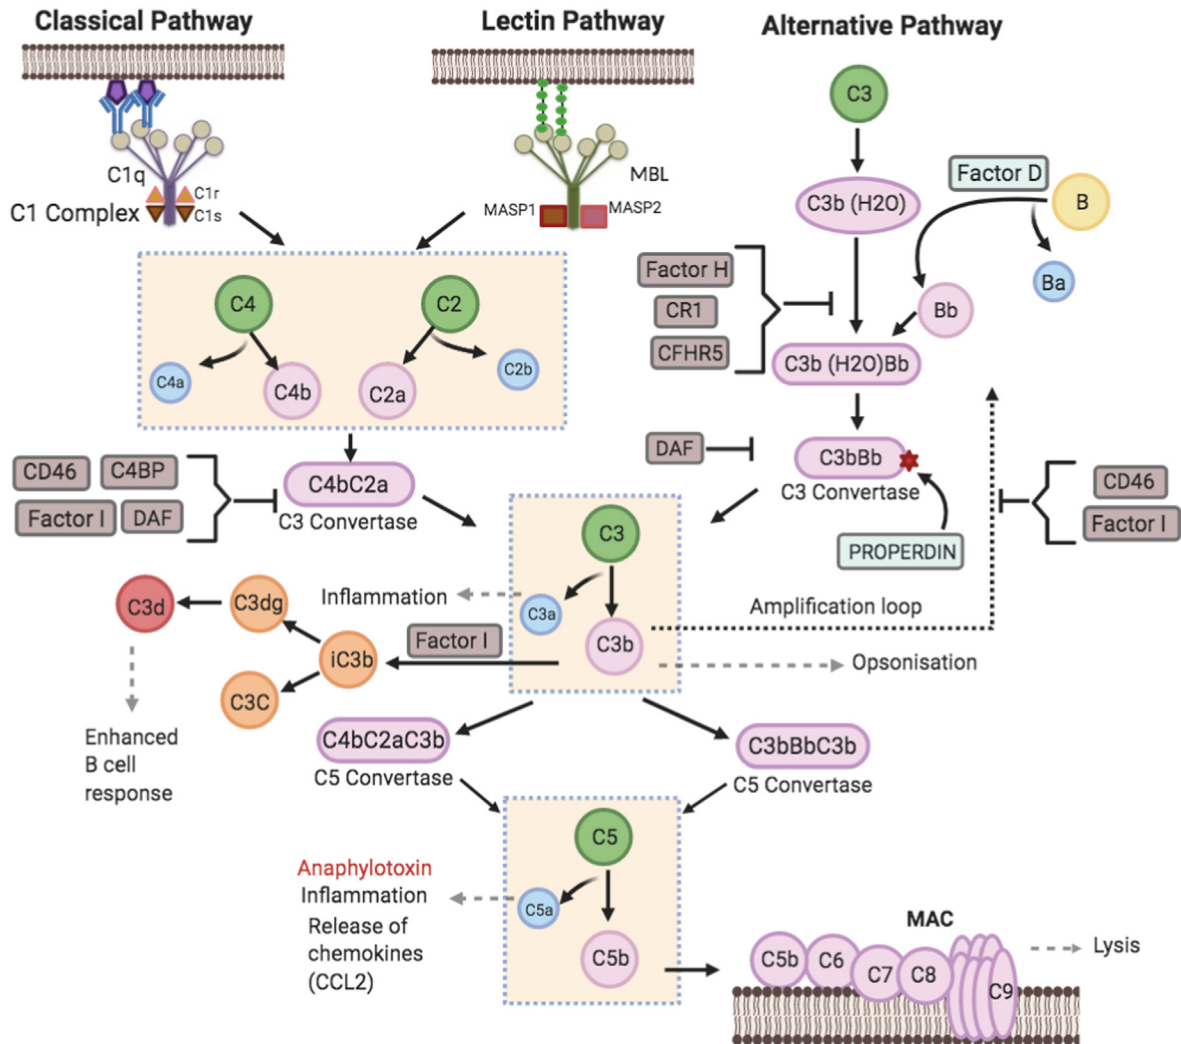 Classical Pathway
Lectin Pathway
Alternative Pathway
C1q
C1r
C1 Complex
C1s
MBL
MASP1
MASP2
C3
C3b (H2O)
Factor D
B
Ba
Bb
Factor H
CR1
CFHR5
C3b (H2O)Bb
C4
C2
C4a
C4b
C2a
C2b
CD46
C4BP
Factor I
DAF
C4bC2a
C3 Convertase
DAF
C3bBb
C3 Convertase
PROPERDIN
CD46
Factor I
C3
C3a
C3b
Inflammation
Amplification loop
Opsonisation
Factor I
iC3b
C3dg
C3d
C3C
Enhanced
B cell
response
C4bC2aC3b
C5 Convertase
C3bBbC3b
C5 Convertase
C5
C5a
C5b
Anaphylotoxin
Inflammation
Release of
chemokines
(CCL2)
MAC
C5b
C6
C7
C8
C9
Lysis